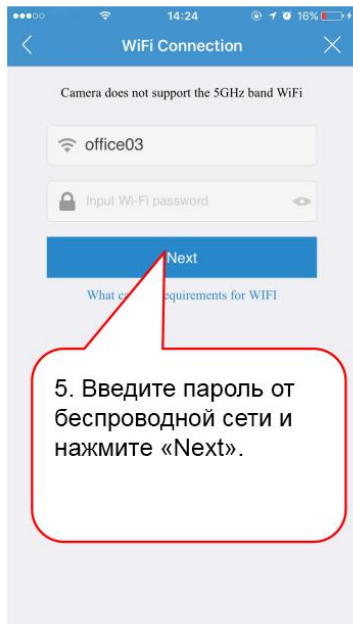 14:24 16%
WiFi Connection
Camera does not support the 5GHz band WiFi
office03
Input Wi-Fi password
Next
What equirements for WIFI
5. Введите пароль от
беспроводной сети и
нажмите «Next».